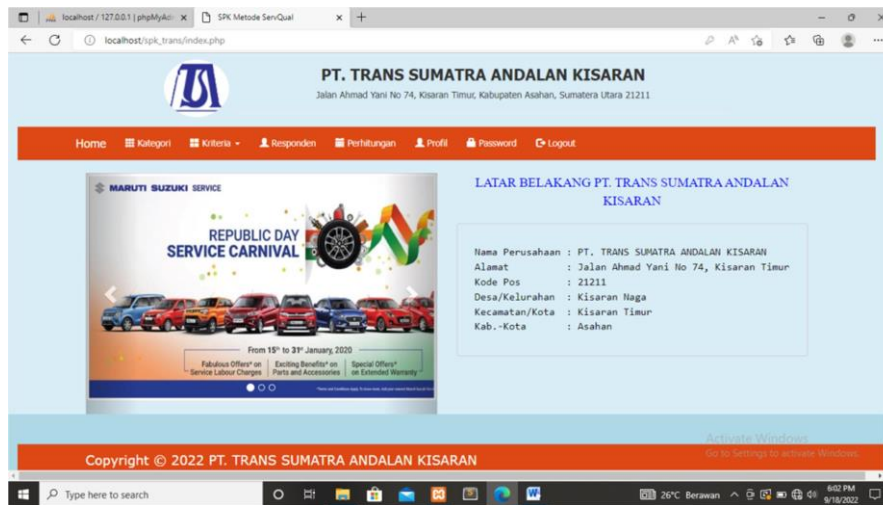 localhost / 127.0.0.1 | phpMyAd
SPK Metode ServQual
localhost/spk_trans/index.php
PT. TRANS SUMATRA ANDALAN KISARAN
Jalan Ahmad Yani No 74, Kisaran Timur, Kabupaten Asahan, Sumatera Utara 21211
Home Kategori Kriteria Responden Perhitungan Profil Password Logout
MARUTI SUZUKI SERVICE
REPUBLIC DAY
SERVICE CARNIVAL
From 15th to 31st January, 2020
Fabulous Offers* on
Service Labour Charges
Exciting Benefits* on
Parts and Accessories
Special Offers*
on Extended Warranty
LATAR BELAKANG PT. TRANS SUMATRA ANDALAN
KISARAN
Nama Perusahaan : PT. TRANS SUMATRA ANDALAN KISARAN
Alamat : Jalan Ahmad Yani No 74, Kisaran Timur
Kode Pos : 21211
Desa/Kelurahan : Kisaran Naga
Kecamatan/Kota : Kisaran Timur
Kab.-Kota : Asahan
Activate Windows
Go to Settings to activate Windows.
Copyright © 2022 PT. TRANS SUMATRA ANDALAN KISARAN
Type here to search
26°C Berawan
6:02 PM
9/18/2022